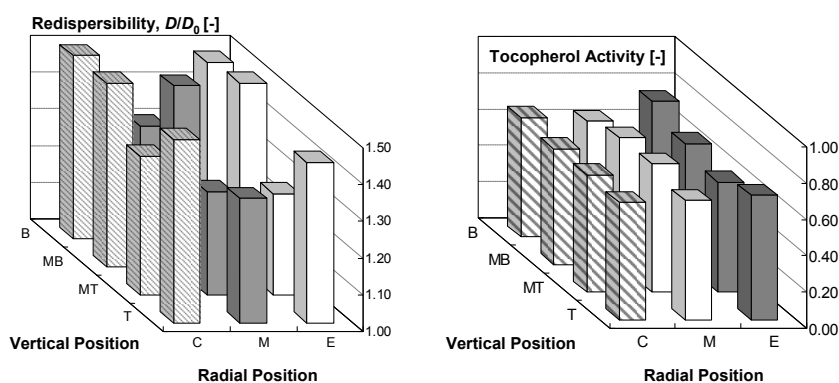 Redispersibility, D/D0 [-]
1.50
1.40
1.30
1.20
1.10
1.00
B
MB
MT
T
Vertical Position
C M E
Radial Position
Tocopherol Activity [-]
1.00
0.80
0.60
0.40
0.20
0.00
B
MB
MT
T
Vertical Position
C M E
Radial Position